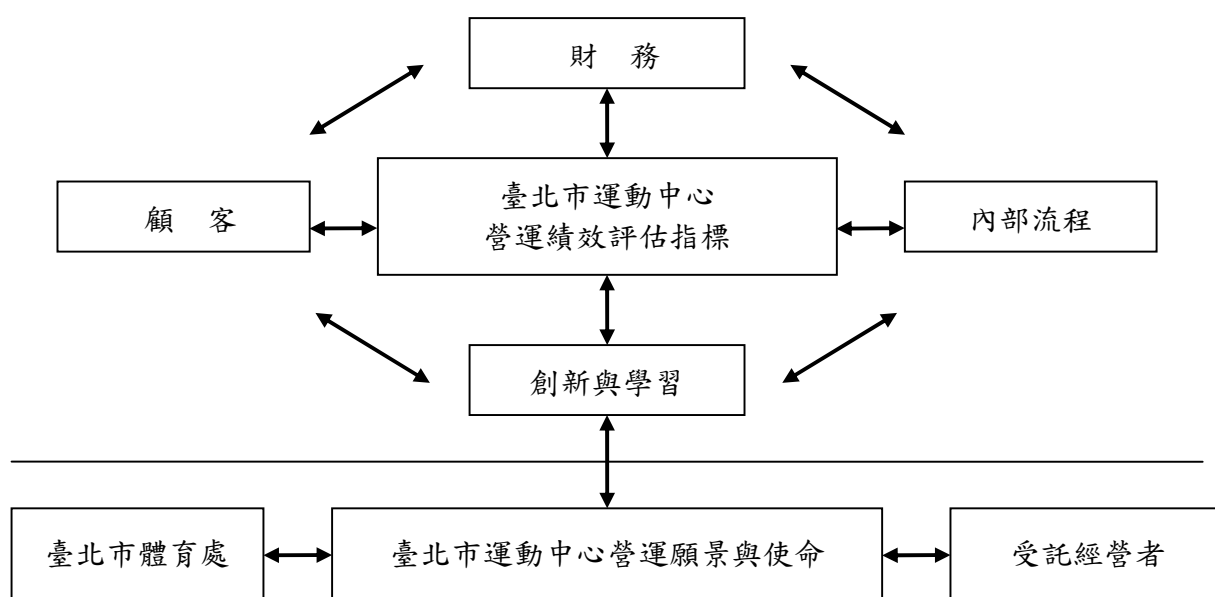 財 務
顧 客
臺北市運動中心
營運績效評估指標
內部流程
創新與學習
臺北市體育處
臺北市運動中心營運願景與使命
受託經營者